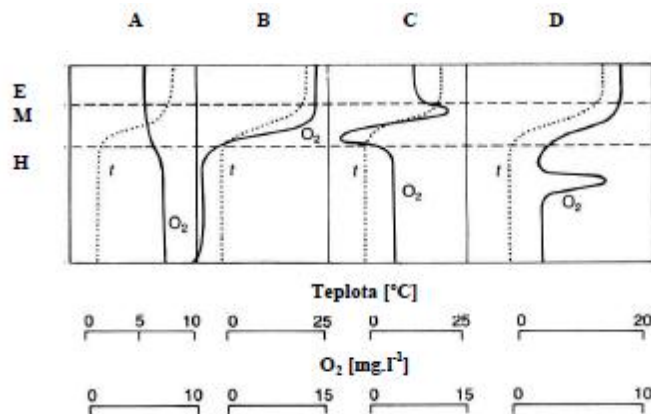 A B C D
E
M
O₂
H
t t t t
O₂ O₂ O₂
Teplota [°C]
0 5 10 0 25 0 25 0 20
O₂ [mg.l⁻¹]
0 10 0 15 0 15 0 10